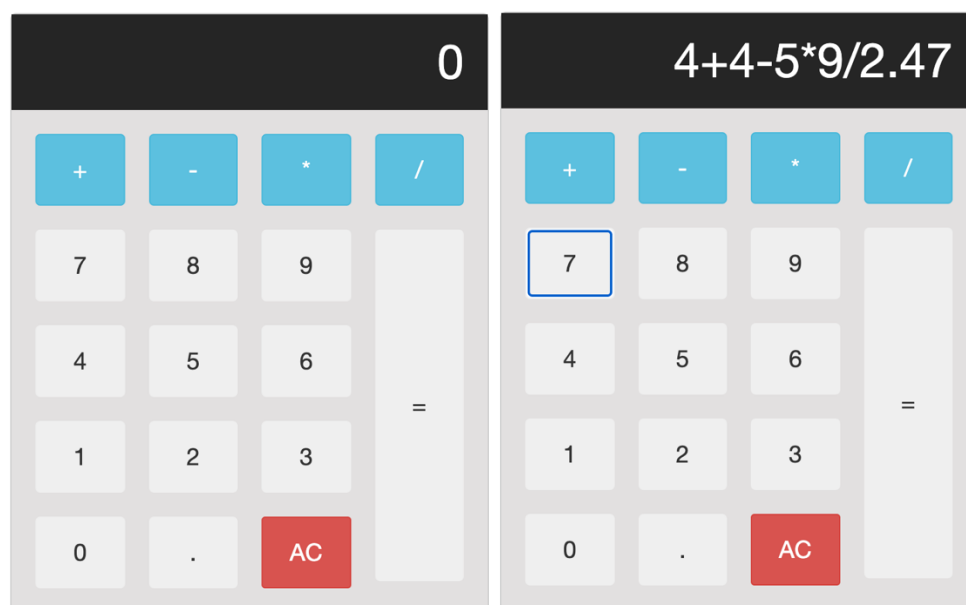 0
+ - * /
7 8 9
4 5 6
=
1 2 3
0 . AC
4+4-5*9/2.47
+ - * /
7 8 9
4 5 6
=
1 2 3
0 . AC